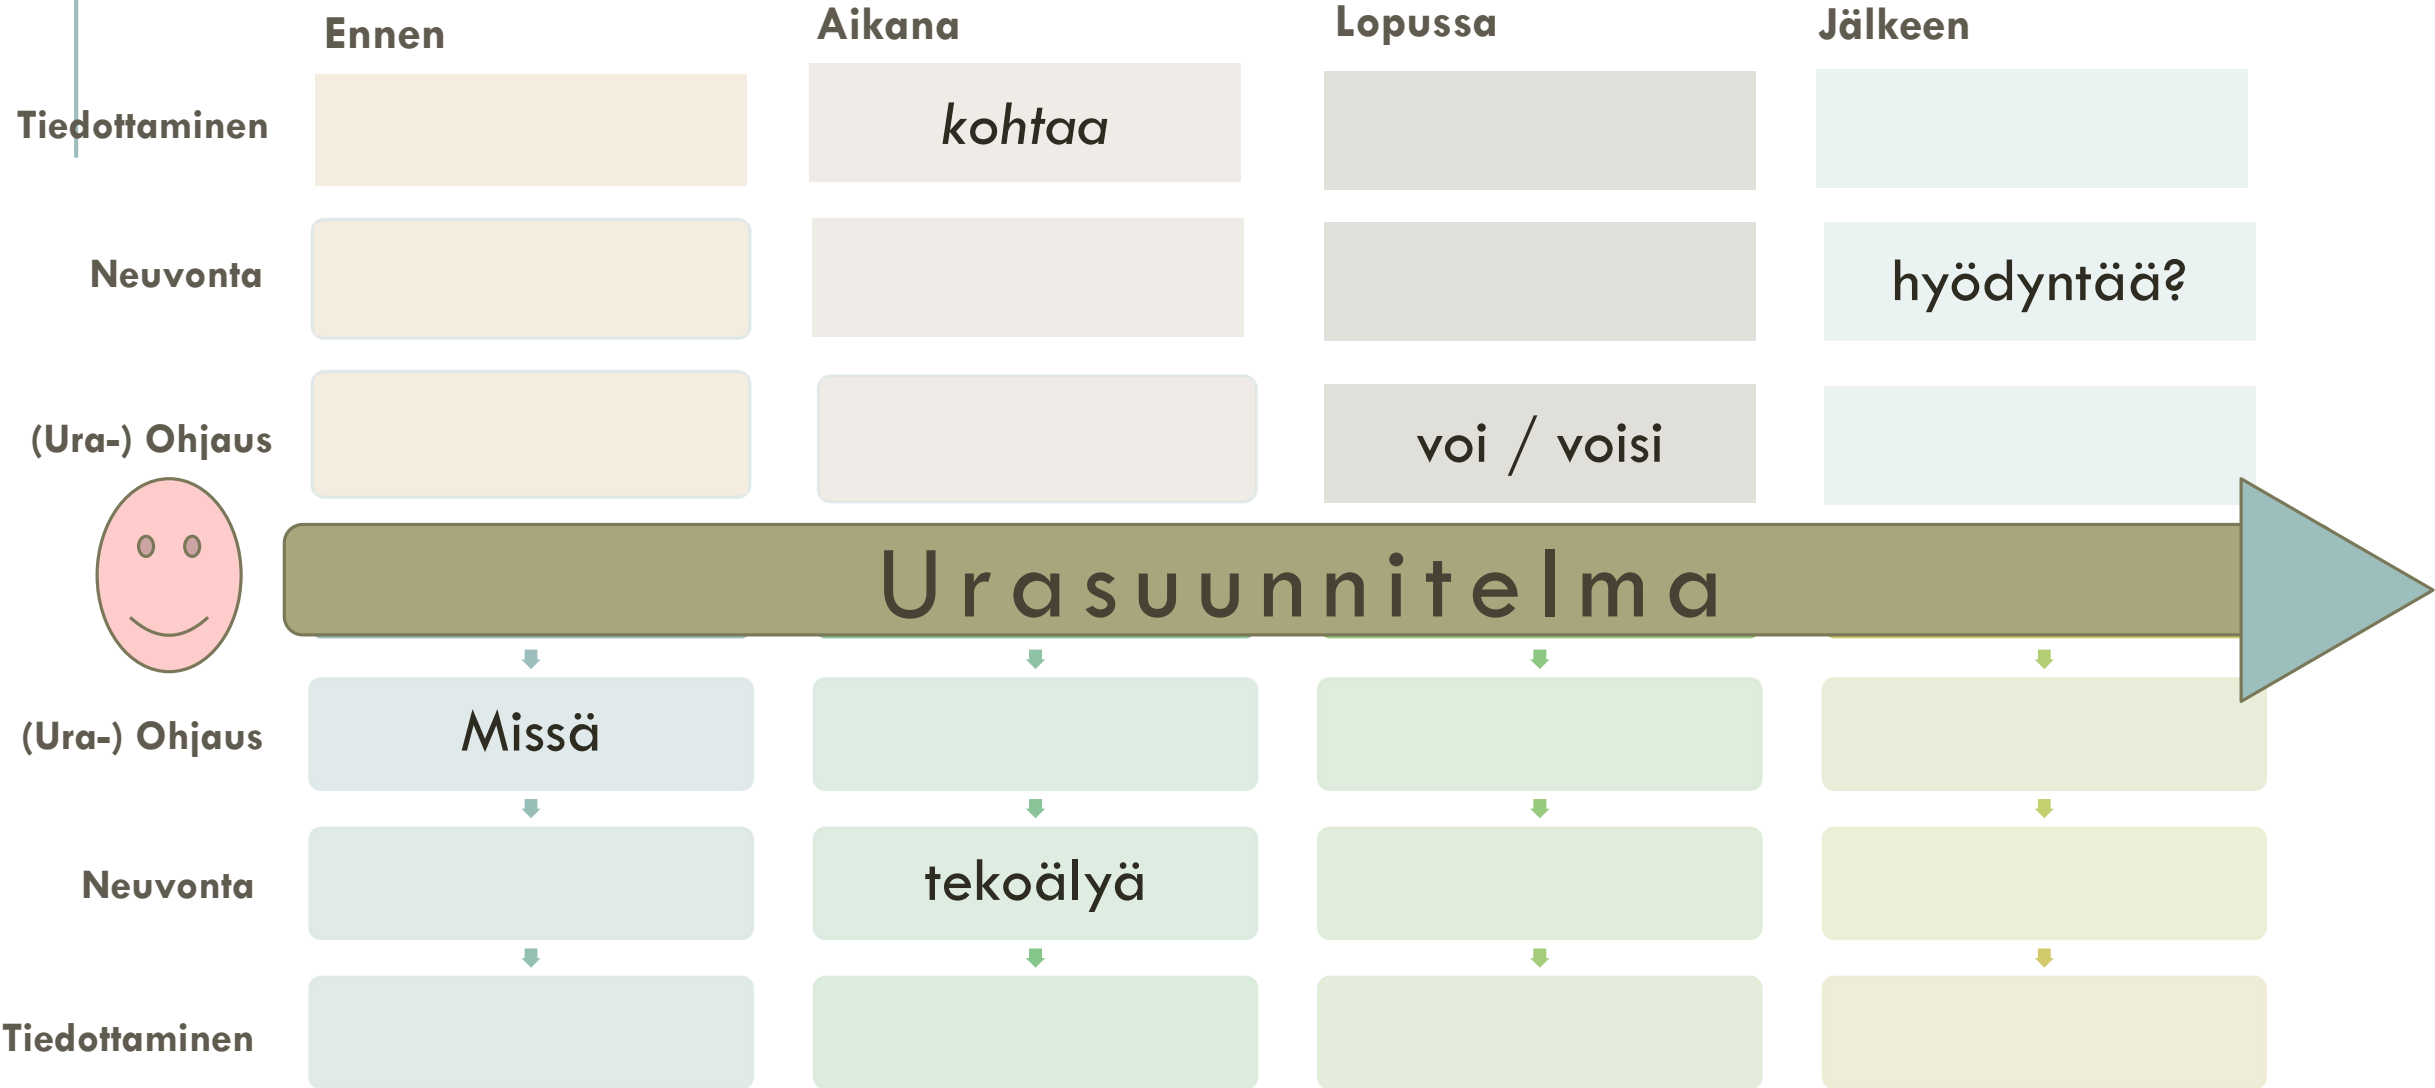 Ennen
Aikana
Lopussa
Jälkeen
Tiedottaminen
kohtaa
Neuvonta
hyödyntää?
(Ura-) Ohjaus
voi / voisi
Urasuunnitelma
(Ura-) Ohjaus
Missä
Neuvonta
tekoälyä
Tiedottaminen